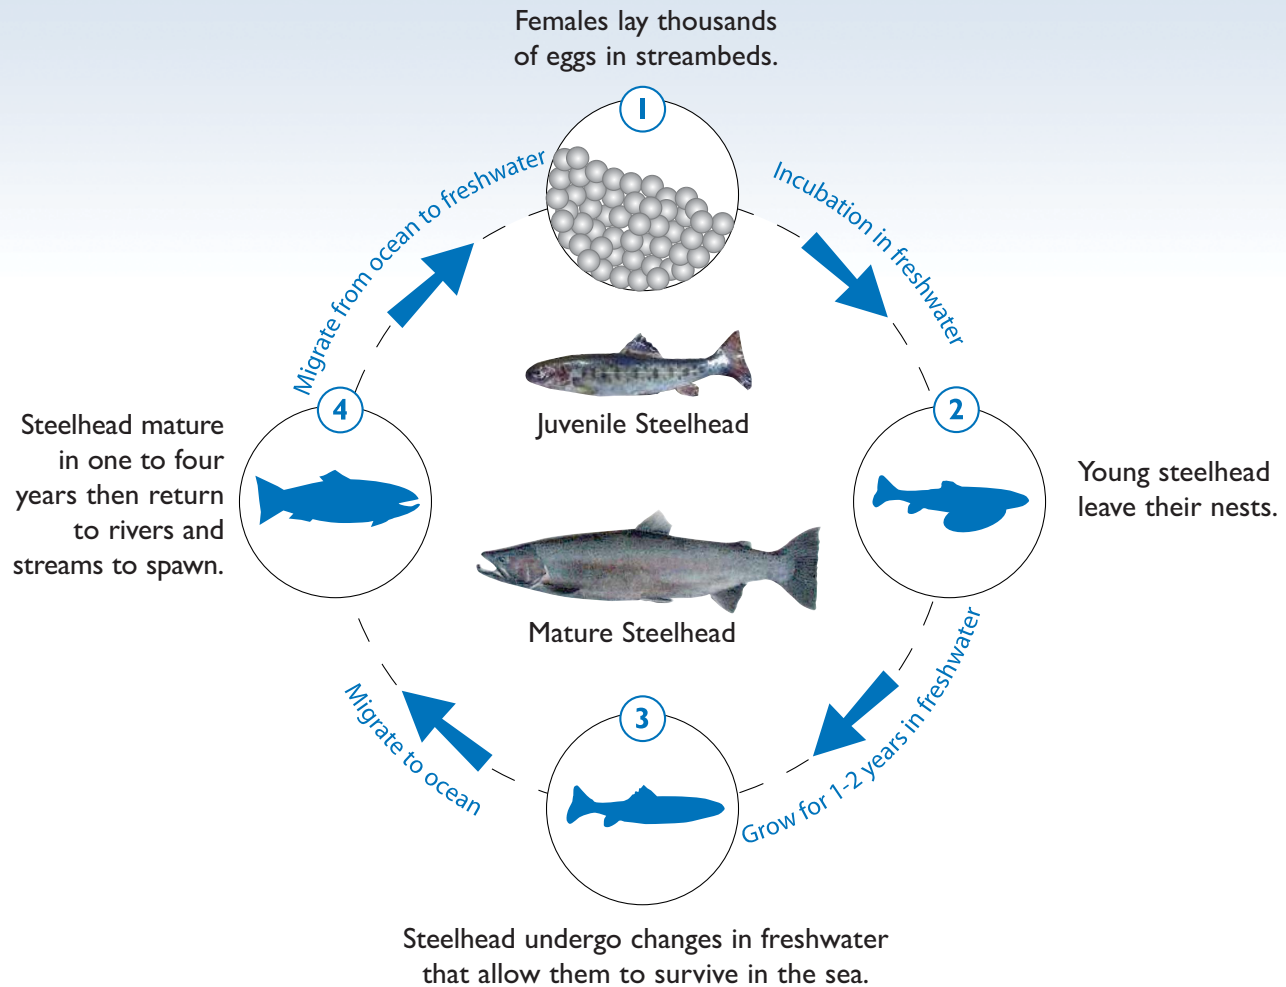 Females lay thousands
of eggs in streambeds.
1
Incubation in freshwater
2
Young steelhead
leave their nests.
Grow for 1-2 years in freshwater
3
Steelhead undergo changes in freshwater
that allow them to survive in the sea.
Migrate to ocean
4
Steelhead mature
in one to four
years then return
to rivers and
streams to spawn.
Migrate from ocean to freshwater
Juvenile Steelhead
Mature Steelhead